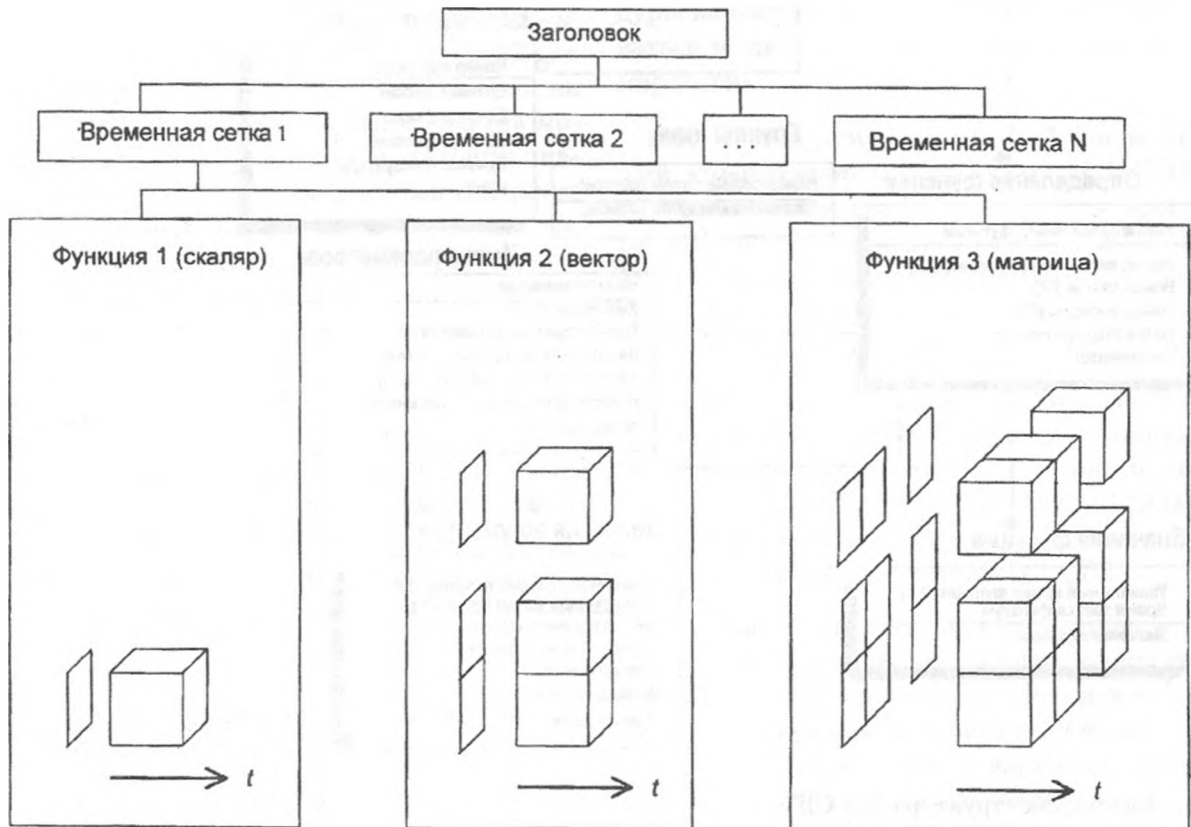 Заголовок
Временная сетка 1
Временная сетка 2
...
Временная сетка N
Функция 1 (скаляр)
Функция 2 (вектор)
Функция 3 (матрица)
t
t
t